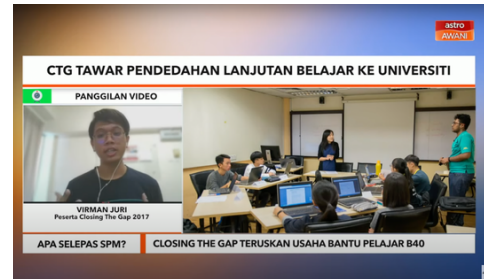 astro
AWANI
CTG TAWAR PENDEDAHAN LANJUTAN BELAJAR KE UNIVERSITI
PANGGILAN VIDEO
VIRMAN JURI
Peserta Closing The Gap 2017
APA SELEPAS SPM?
CLOSING THE GAP TERUSKAN USAHA BANTU PELAJAR B40